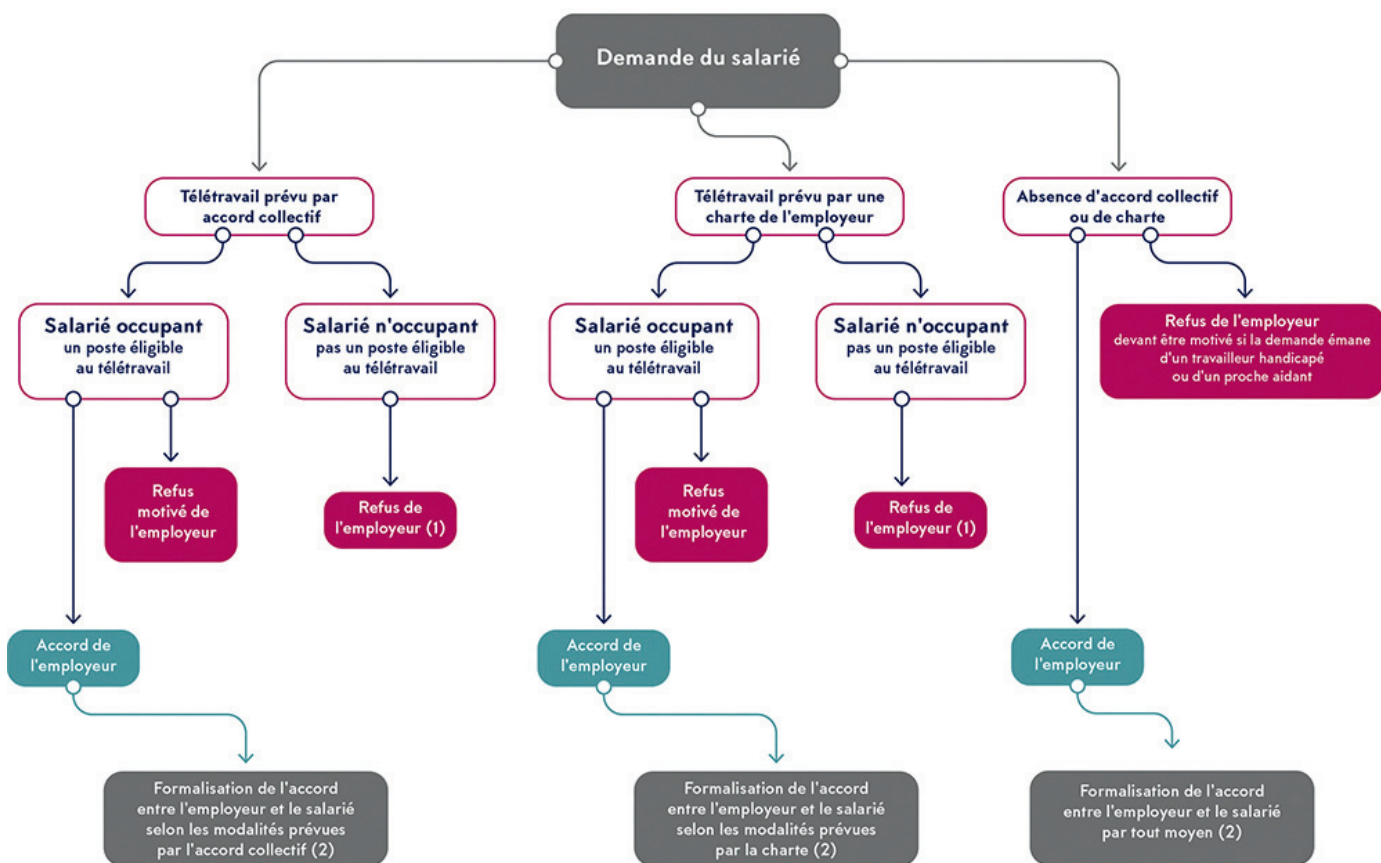 Demande du salarié
Télétravail prévu par
accord collectif
Télétravail prévu par une
charte de l'employeur
Absence d'accord collectif
ou de charte
Salarié occupant
un poste éligible
au télétravail
Salarié n'occupant
pas un poste éligible
au télétravail
Salarié occupant
un poste éligible
au télétravail
Salarié n'occupant
pas un poste éligible
au télétravail
Refus de l'employeur
devant être motivé si la demande émane
d'un travailleur handicapé
ou d'un proche aidant
Refus
motivé de
l'employeur
Refus de
l'employeur (1)
Refus
motivé de
l'employeur
Refus de
l'employeur (1)
Accord de
l'employeur
Accord de
l'employeur
Accord de
l'employeur
Formalisation de l'accord
entre l'employeur et le salarié
selon les modalités prévues
par l'accord collectif (2)
Formalisation de l'accord
entre l'employeur et le salarié
selon les modalités prévues
par la charte (2)
Formalisation de l'accord
entre l'employeur et le salarié
par tout moyen (2)